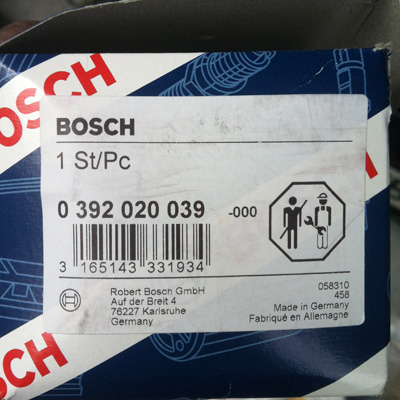 BOSCH
BOSCH
1 St/Pc
0 392 020 039 -000
3 165143 331934
Robert Bosch GmbH
Auf der Breit 4
76227 Karlsruhe
Germany
058310
458
Made in Germany
Fabriqué en Allemagne
SCH